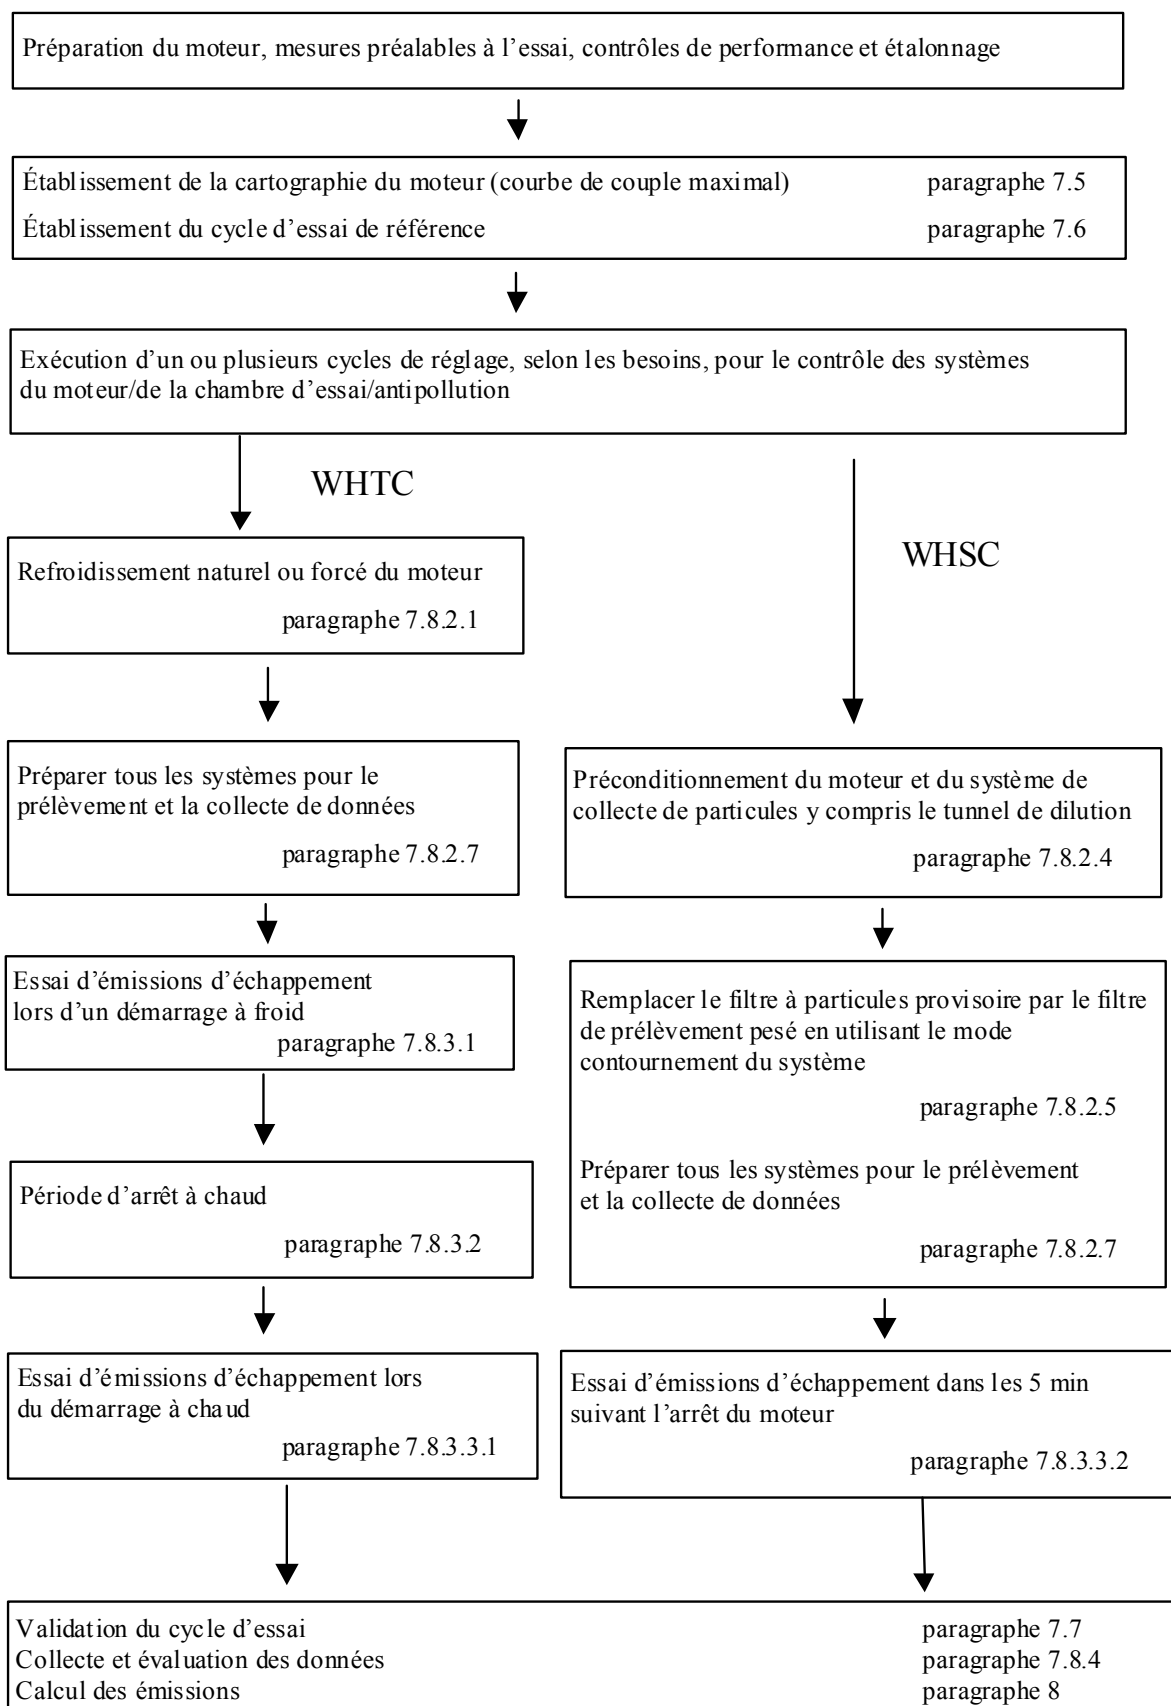 Préparation du moteur, mesures préalables à l'essai, contrôles de performance et étalonnage
Établissement de la cartographie du moteur (courbe de couple maximal) paragraphe 7.5
Établissement du cycle d'essai de référence paragraphe 7.6
Exécution d'un ou plusieurs cycles de réglage, selon les besoins, pour le contrôle des systèmes
du moteur/de la chambre d'essai/antipollution
WHTC
WHSC
Refroidissement naturel ou forcé du moteur
paragraphe 7.8.2.1
Préparer tous les systèmes pour le
prélèvement et la collecte de données
paragraphe 7.8.2.7
Préconditionnement du moteur et du système de
collecte de particules y compris le tunnel de dilution
paragraphe 7.8.2.4
Essai d'émissions d'échappement
lors d'un démarrage à froid
paragraphe 7.8.3.1
Remplacer le filtre à particules provisoire par le filtre
de prélèvement pesé en utilisant le mode
contournement du système
paragraphe 7.8.2.5
Préparer tous les systèmes pour le prélèvement
et la collecte de données
paragraphe 7.8.2.7
Période d'arrêt à chaud
paragraphe 7.8.3.2
Essai d'émissions d'échappement lors
du démarrage à chaud
paragraphe 7.8.3.3.1
Essai d'émissions d'échappement dans les 5 min
suivant l'arrêt du moteur
paragraphe 7.8.3.3.2
Validation du cycle d'essai paragraphe 7.7
Collecte et évaluation des données paragraphe 7.8.4
Calcul des émissions paragraphe 8